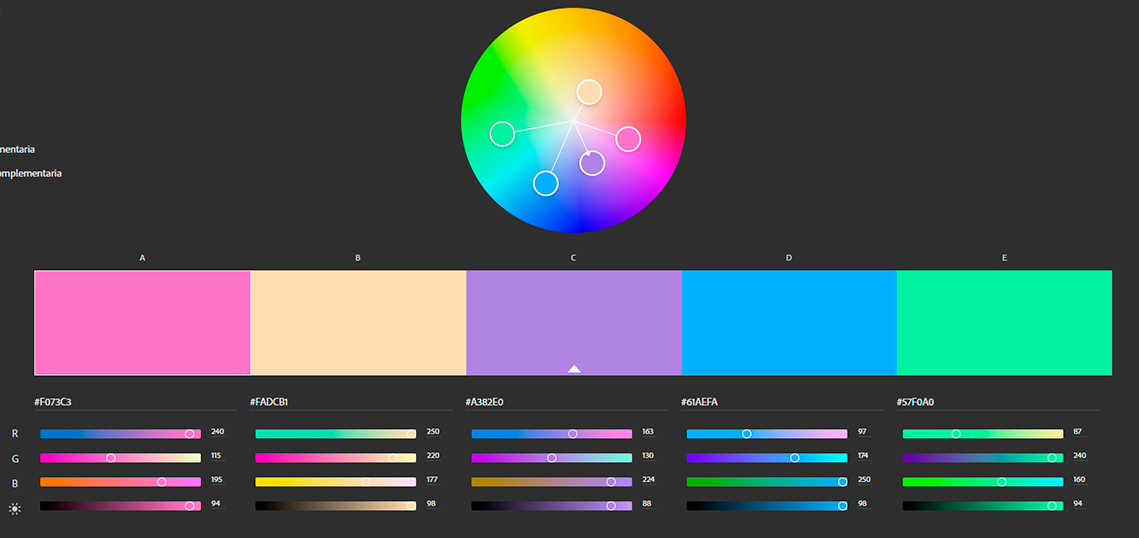 mentaria
omplementaria
A B C D E
#F073C3 #FADCB1 #A382E0 #61AEFA #57F0A0
R 240 250 163 97 87
G 115 220 130 174 240
B 195 177 224 250 160
94 98 88 98 94